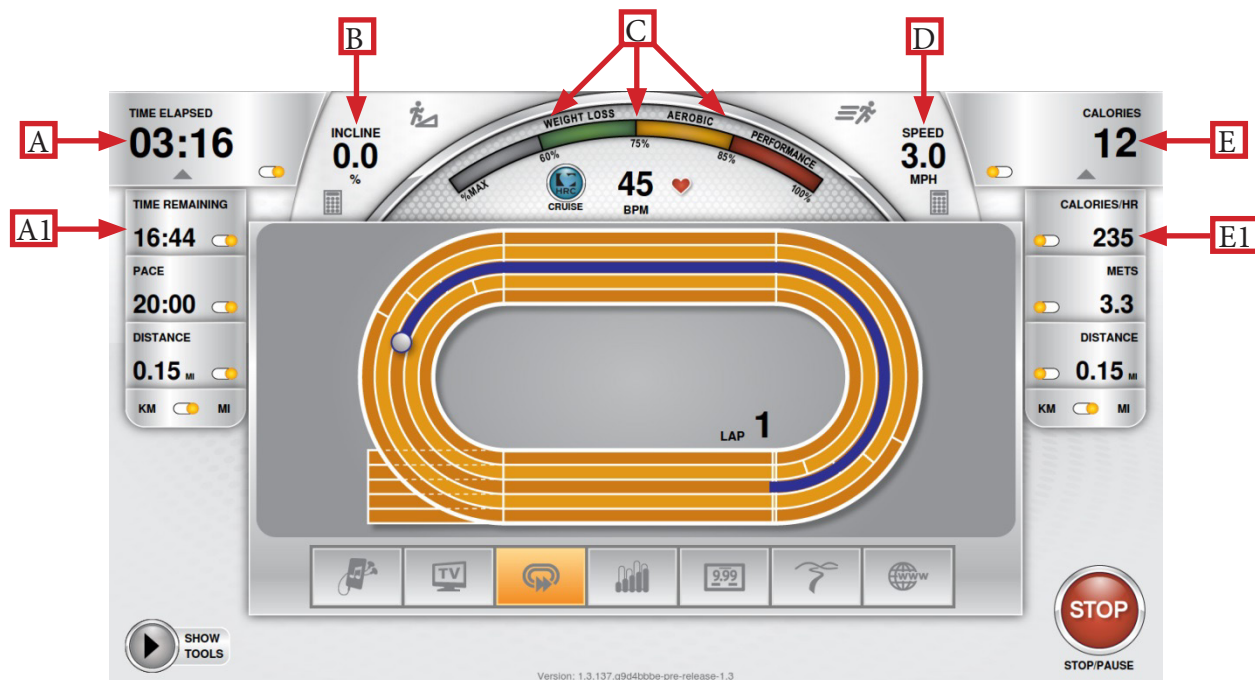 B
C
D
A
TIME ELAPSED
03:16
INCLINE
0.0
%
WEIGHT LOSS
AEROBIC
PERFORMANCE
%MAX
60%
75%
85%
100%
HRC
CRUISE
45
BPM
SPEED
3.0
MPH
CALORIES
12
E
A1
TIME REMAINING
16:44
PACE
20:00
DISTANCE
0.15 MI
KM MI
CALORIES/HR
235
E1
METS
3.3
DISTANCE
0.15 MI
KM MI
LAP 1
TV
9.99
WWW
SHOW
TOOLS
STOP
STOP/PAUSE
Version: 1.3.137.g9d4bbbe-pre-release-1.3